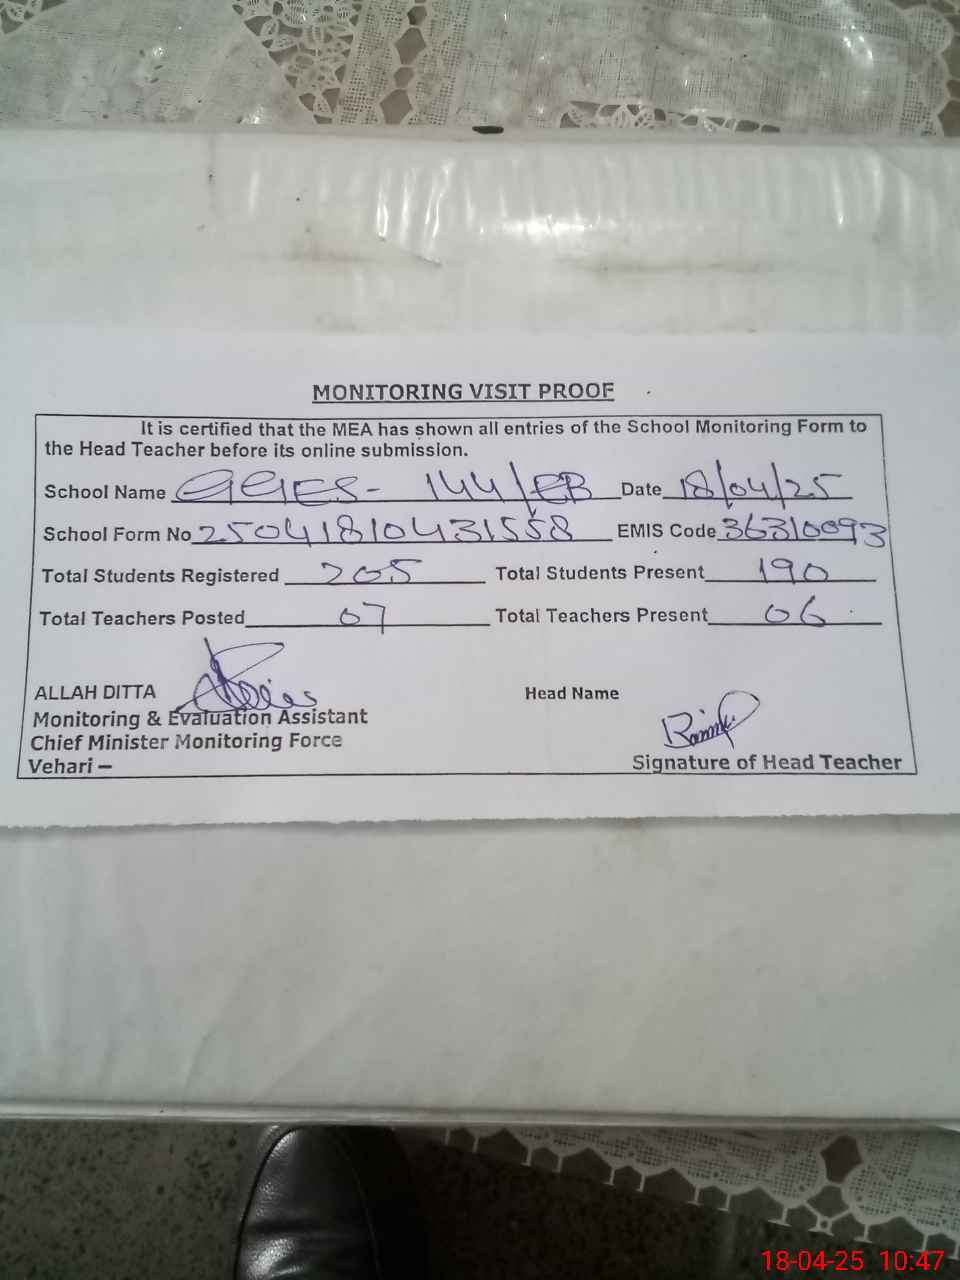 MONITORING VISIT PROOF
It is certified that the MEA has shown all entries of the School Monitoring Form to
the Head Teacher before its online submission.
School Name GGES- 144/EB Date 18/04/25
School Form No 25041810431558 EMIS Code 36310093
Total Students Registered 205 Total Students Present 190
Total Teachers Posted 07 Total Teachers Present 06
ALLAH DITTA Head Name
Monitoring & Evaluation Assistant
Chief Minister Monitoring Force
Vehari – Signature of Head Teacher
18-04-25 10:47